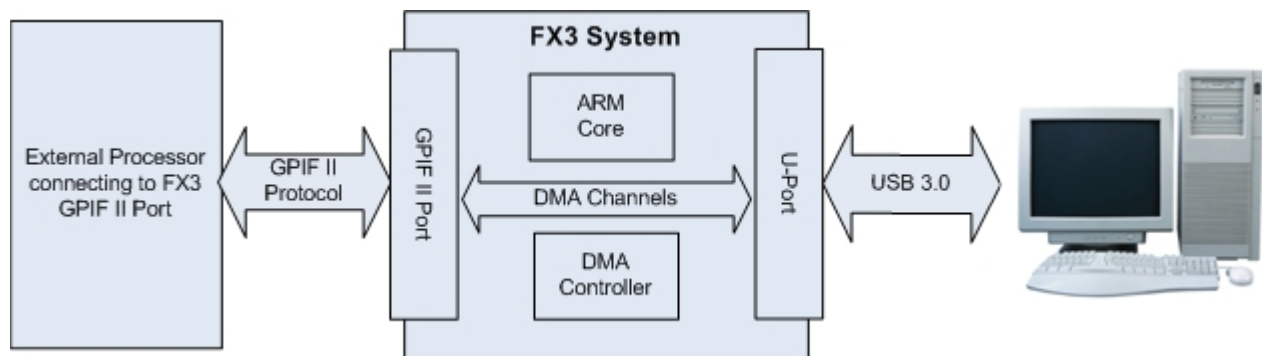 FX3 System
External Processor
connecting to FX3
GPIF II Port
GPIF II
Protocol
GPIF II Port
ARM
Core
DMA Channels
DMA
Controller
U-Port
USB 3.0